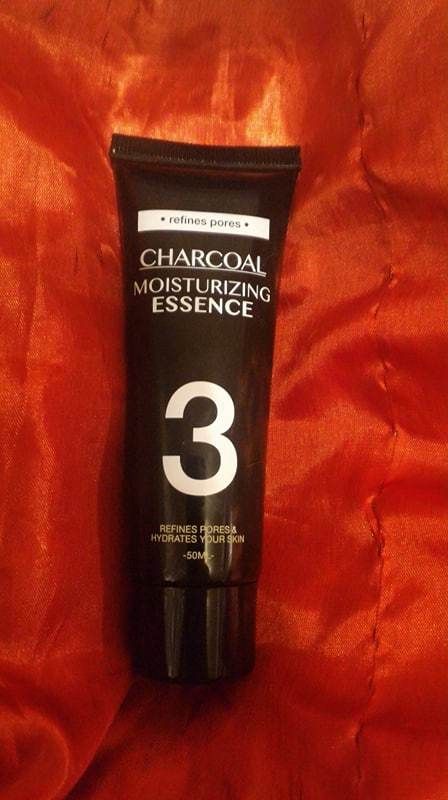 • refines pores •
CHARCOAL
MOISTURIZING
ESSENCE
3
REFINES PORES &
HYDRATES YOUR SKIN
-50ML-